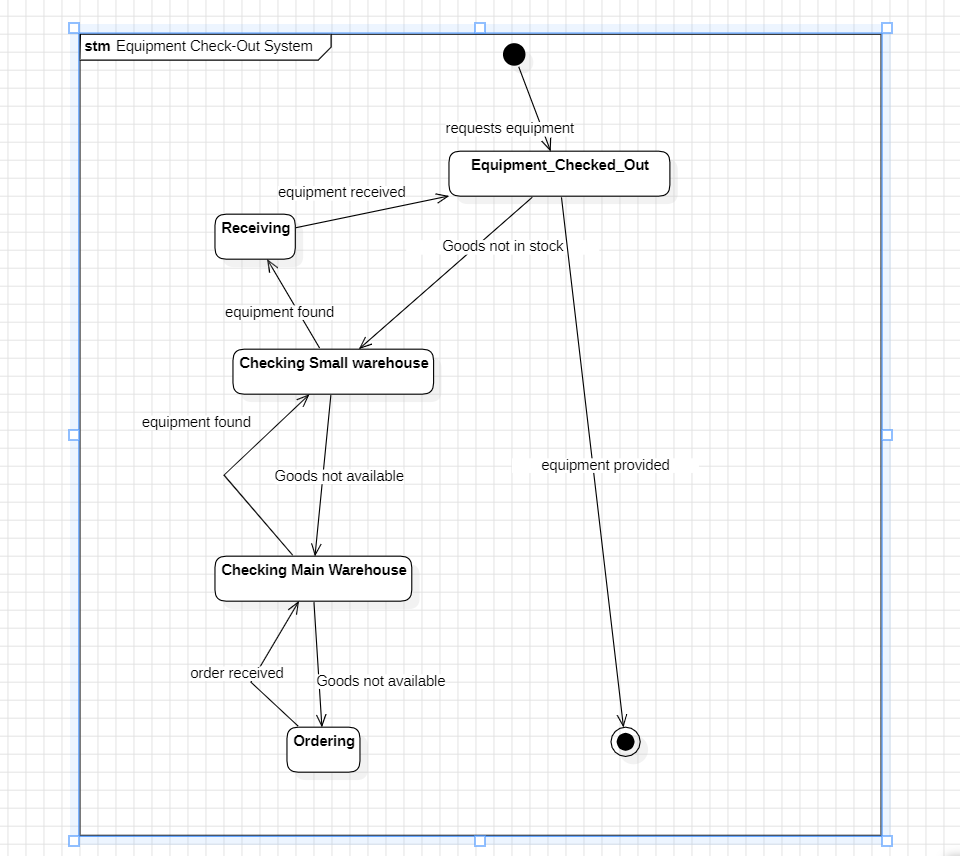 stm Equipment Check-Out System
requests equipment
Equipment_Checked_Out
equipment received
Receiving
Goods not in stock
equipment found
Checking Small warehouse
equipment found
Goods not available
equipment provided
Checking Main Warehouse
order received
Goods not available
Ordering